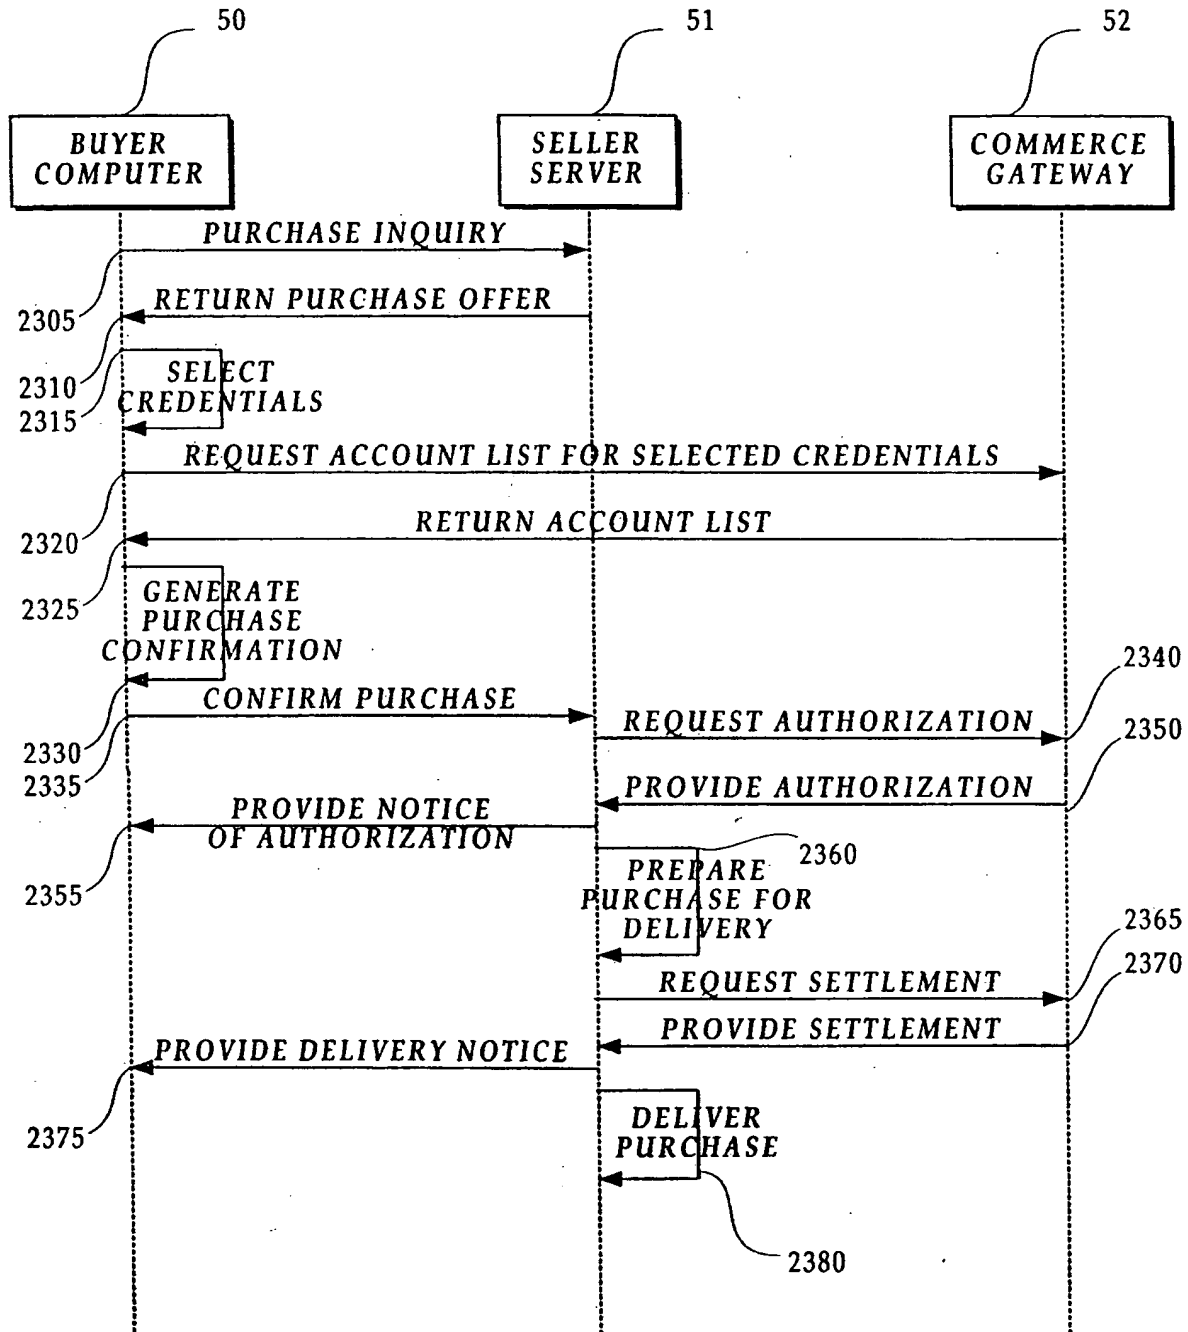 50
51
52
BUYER
COMPUTER
SELLER
SERVER
COMMERCE
GATEWAY
PURCHASE INQUIRY
2305
RETURN PURCHASE OFFER
2310
2315
SELECT
CREDENTIALS
REQUEST ACCOUNT LIST FOR SELECTED CREDENTIALS
2320
RETURN ACCOUNT LIST
2325
GENERATE
PURCHASE
CONFIRMATION
2330
CONFIRM PURCHASE
2335
REQUEST AUTHORIZATION
2340
PROVIDE AUTHORIZATION
2350
PROVIDE NOTICE
OF AUTHORIZATION
2355
2360
PREPARE
PURCHASE FOR
DELIVERY
REQUEST SETTLEMENT
2365
PROVIDE SETTLEMENT
2370
PROVIDE DELIVERY NOTICE
2375
DELIVER
PURCHASE
2380